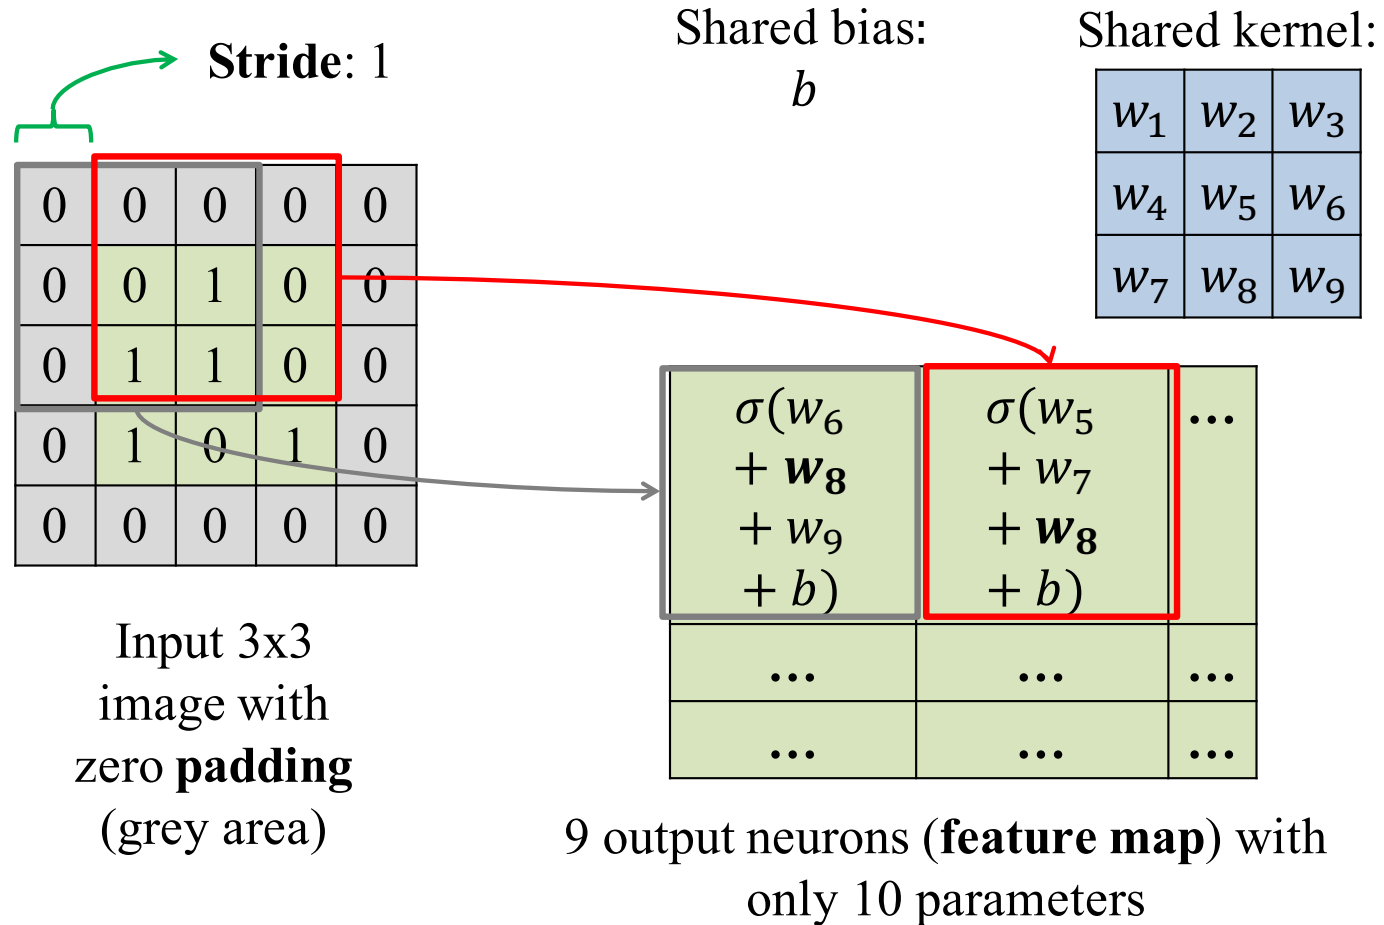 Stride: 1
Shared bias:
b
Shared kernel:
w₁ w₂ w₃
w₄ w₅ w₆
w₇ w₈ w₉
0 0 0 0 0
0 0 1 0 0
0 1 1 0 0
0 1 0 1 0
0 0 0 0 0
Input 3x3
image with
zero padding
(grey area)
σ(w₆ σ(w₅ ...
+ w₈ + w₇
+ w₉ + w₈
+ b) + b)
... ... ...
... ... ...
9 output neurons (feature map) with
only 10 parameters